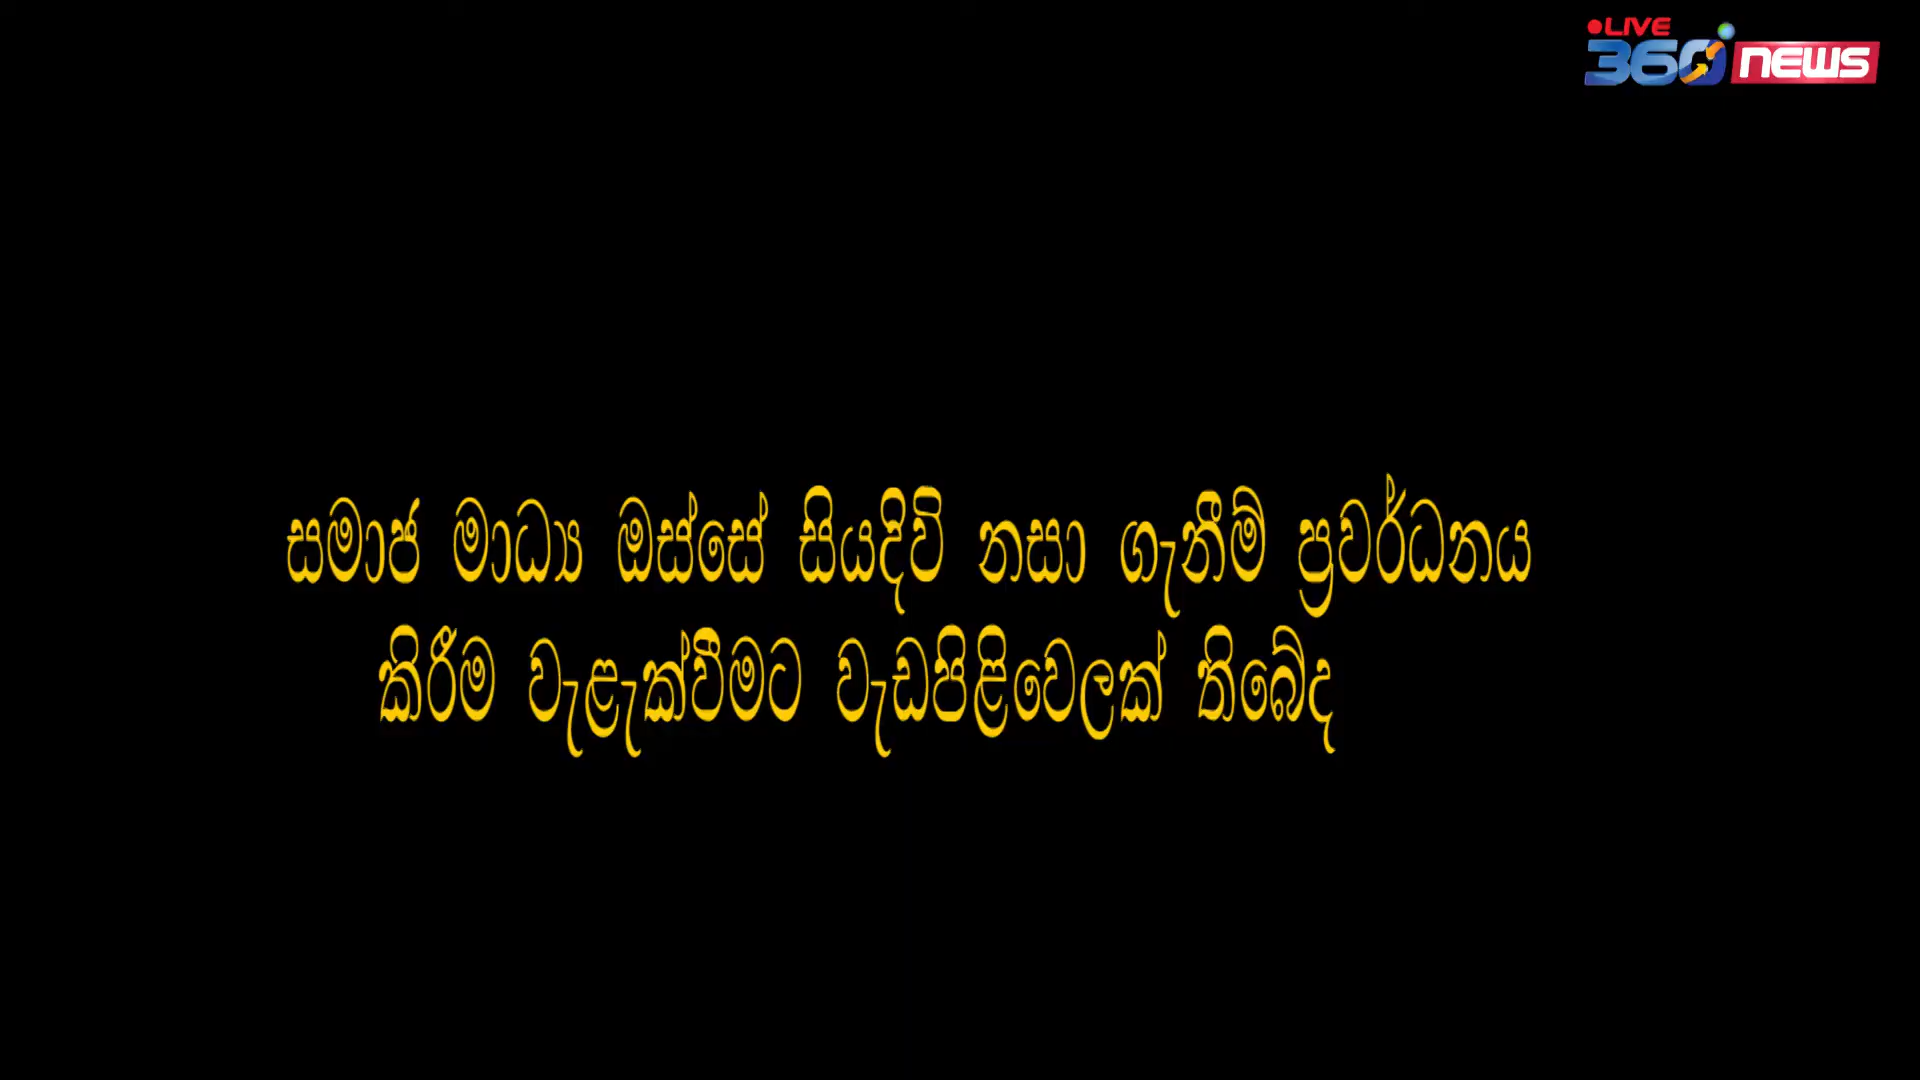 LIVE
360 NEWS
සමාජ මාධ්‍ය ඔස්සේ සියදිවි නසා ගැනීම් ප්‍රවර්ධනය
කිරීම වැළැක්වීමට වැඩපිළිවෙලක් තිබේද